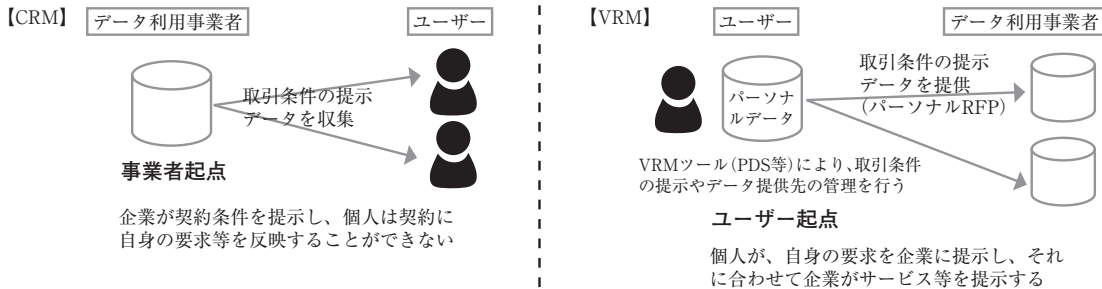 【CRM】
データ利用事業者
ユーザー
取引条件の提示
データを収集
事業者起点
企業が契約条件を提示し、個人は契約に
自身の要求等を反映することができない
【VRM】
ユーザー
データ利用事業者
パーソナ
ルデータ
取引条件の提示
データを提供
(パーソナルRFP)
VRMツール(PDS等)により、取引条件
の提示やデータ提供先の管理を行う
ユーザー起点
個人が、自身の要求を企業に提示し、それ
に合わせて企業がサービス等を提示する